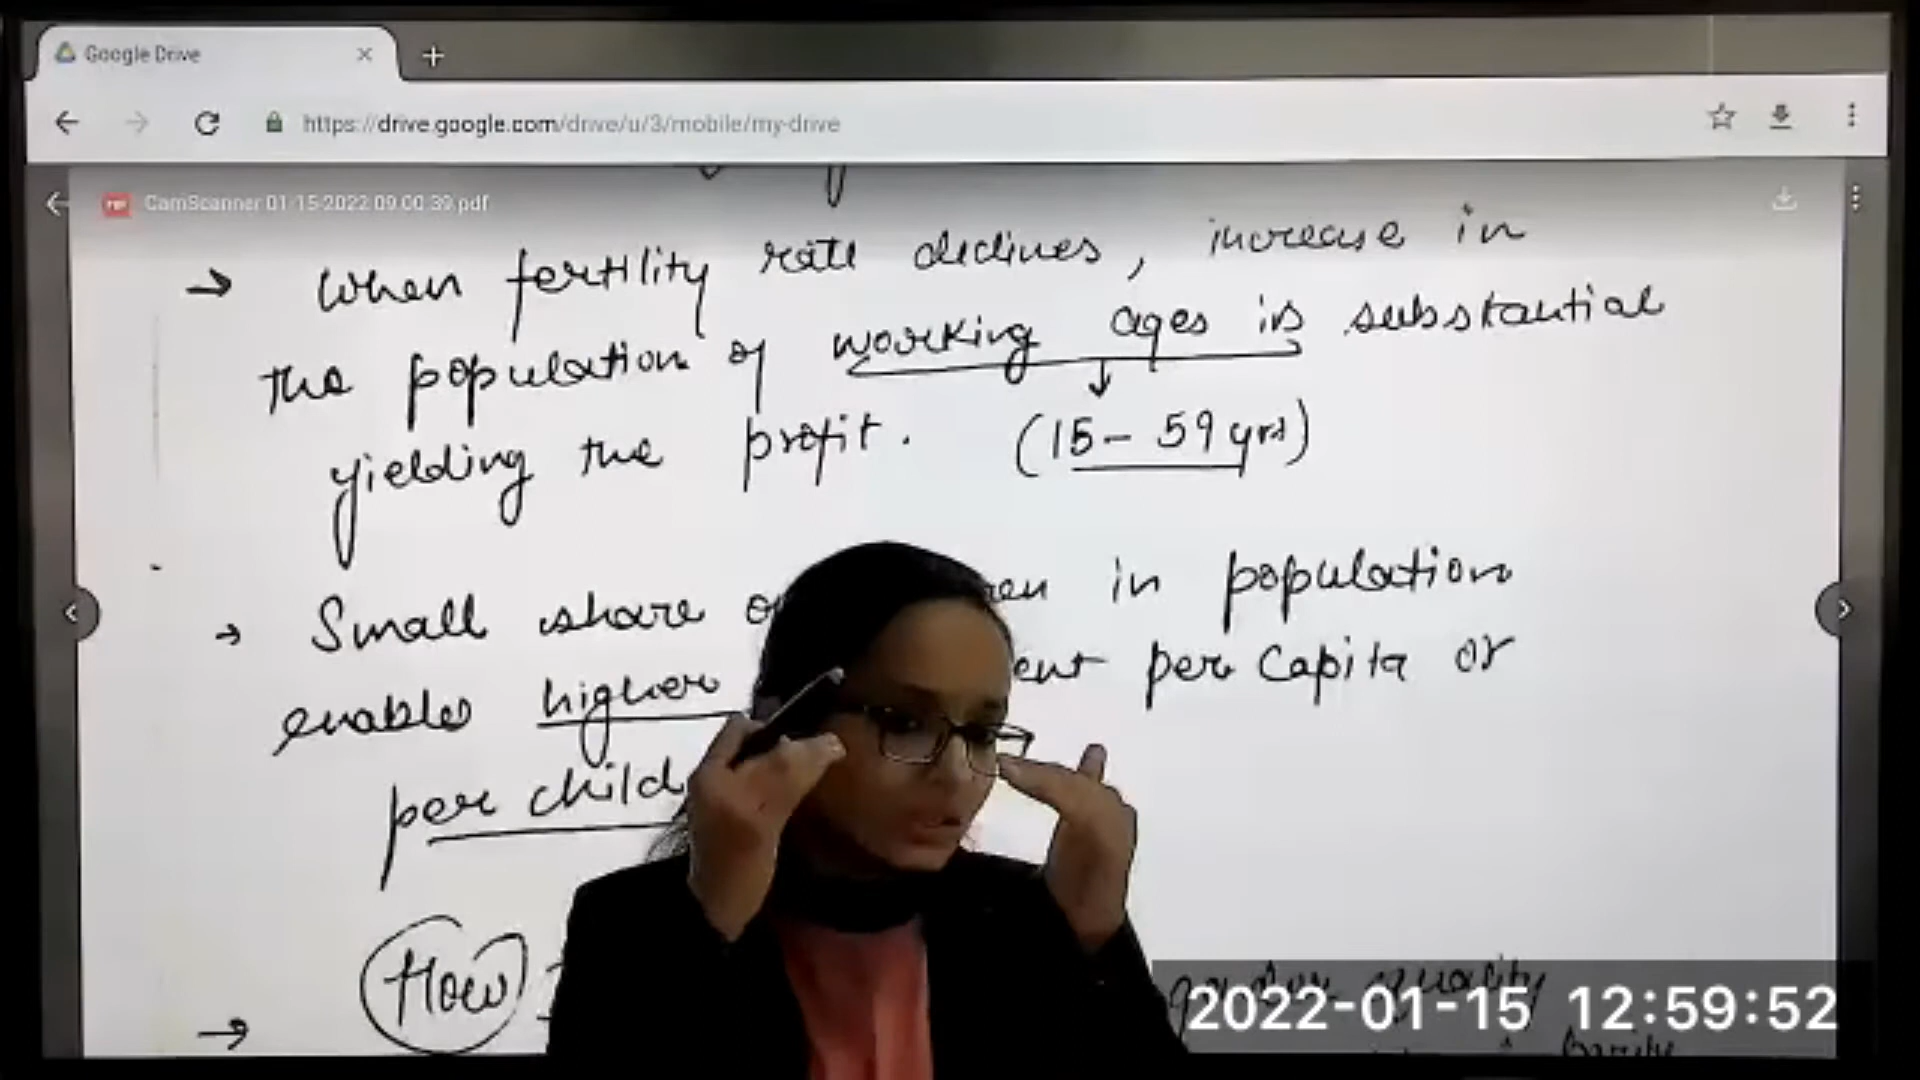 Google Drive
https://drive.google.com/drive/u/3/mobile/my-drive
CamScanner 01-15-2022 09.00.39.pdf
→ When fertility rate declines, increase in
the population of working ages is substantial
↓
yielding the profit. (15 - 59 yrs)
→ Small share in population
enables higher per capita or
per child
How gender equality
→
2022-01-15 12:59:52